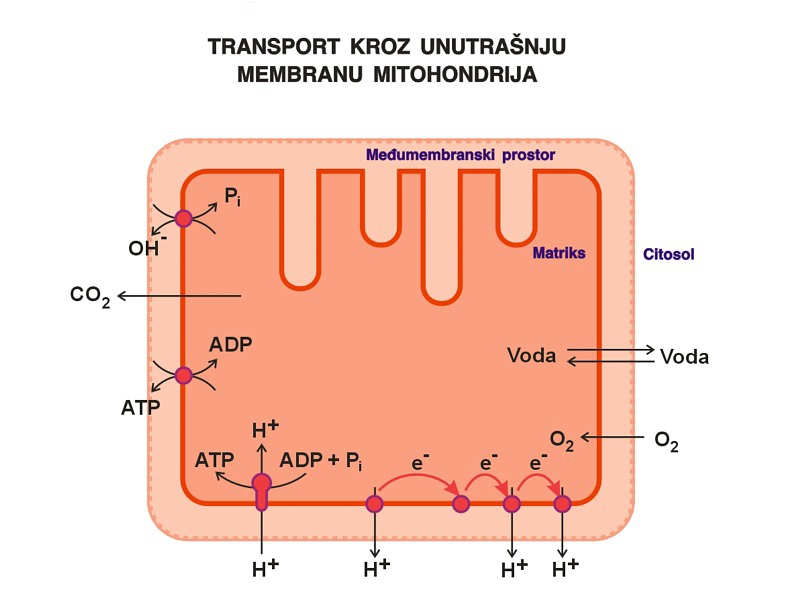 TRANSPORT KROZ UNUTRAŠNJU
MEMBRANU MITOHONDRIJA
Međumembranski prostor
Pᵢ
OH⁻
Matriks
Citosol
CO₂
ADP
Voda
Voda
ATP
H⁺
O₂
O₂
ATP
ADP + Pᵢ
e⁻
e⁻
e⁻
H⁺
H⁺
H⁺
H⁺